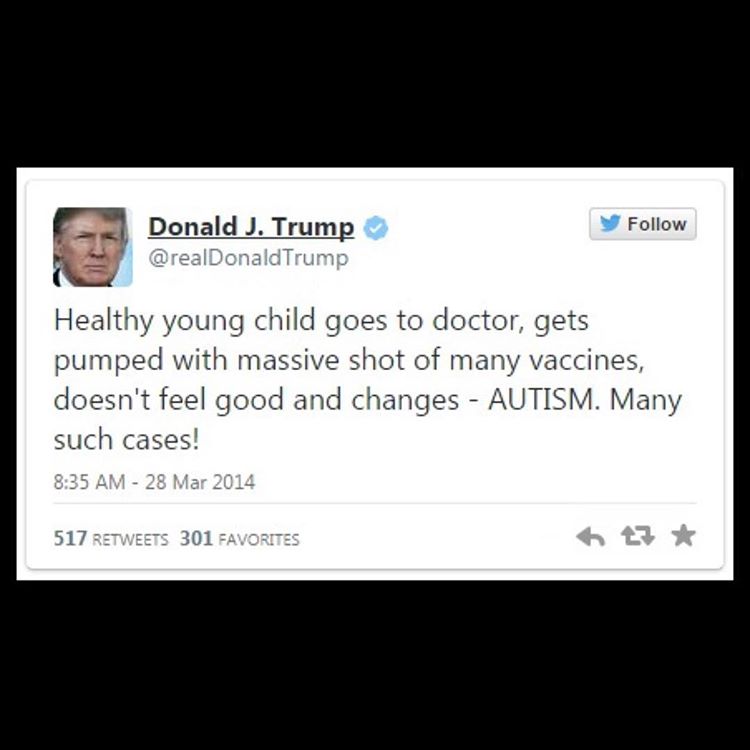 Donald J. Trump
Follow
@realDonaldTrump
Healthy young child goes to doctor, gets
pumped with massive shot of many vaccines,
doesn't feel good and changes - AUTISM. Many
such cases!
8:35 AM - 28 Mar 2014
517 RETWEETS 301 FAVORITES